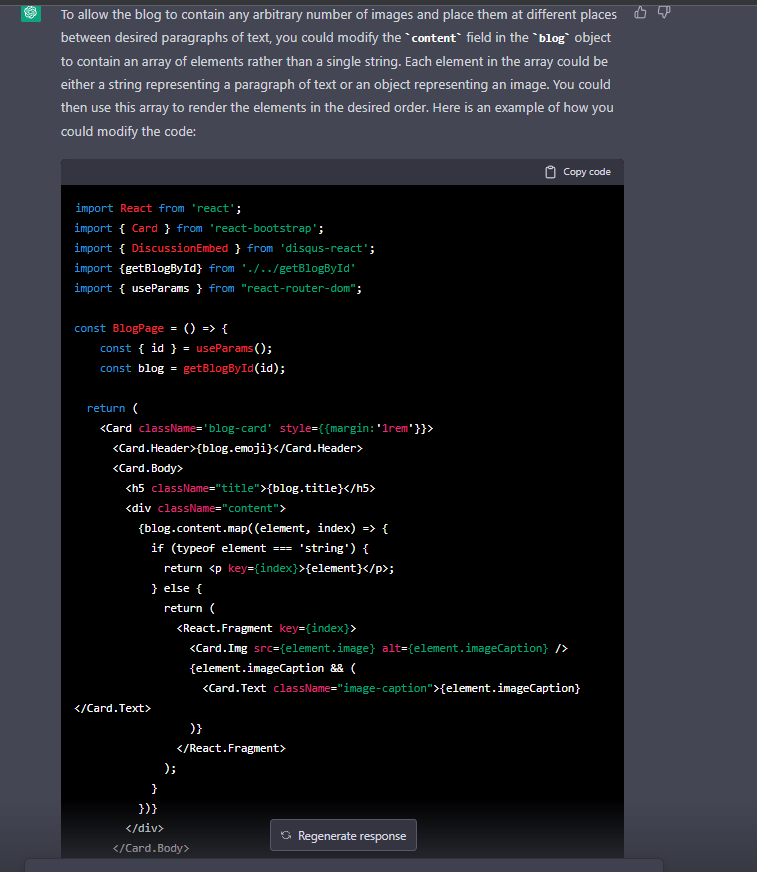 To allow the blog to contain any arbitrary number of images and place them at different places
between desired paragraphs of text, you could modify the `content` field in the `blog` object
to contain an array of elements rather than a single string. Each element in the array could be
either a string representing a paragraph of text or an object representing an image. You could
then use this array to render the elements in the desired order. Here is an example of how you
could modify the code:
Copy code
import React from 'react';
import { Card } from 'react-bootstrap';
import { DiscussionEmbed } from 'disqus-react';
import {getBlogById} from './../getBlogById'
import { useParams } from "react-router-dom";
const BlogPage = () => {
const { id } = useParams();
const blog = getBlogById(id);
return (
<Card className='blog-card' style={{margin:'1rem'}}>
<Card.Header>{blog.emoji}</Card.Header>
<Card.Body>
<h5 className="title">{blog.title}</h5>
<div className="content">
{blog.content.map((element, index) => {
if (typeof element === 'string') {
return <p key={index}>{element}</p>;
} else {
return (
<React.Fragment key={index}>
<Card.Img src={element.image} alt={element.imageCaption} />
{element.imageCaption && (
<Card.Text className="image-caption">{element.imageCaption}
</Card.Text>
)}
</React.Fragment>
);
}
})}
</div>
Regenerate response
</Card.Body>